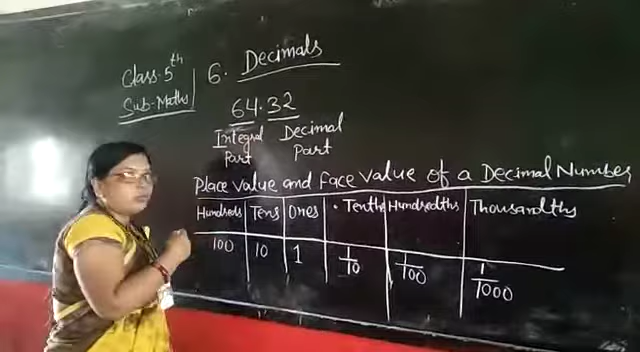 Class-5th
Sub-Maths
6. Decimals
64.32
Integral Part
Decimal Part
Place value and face value of a Decimal Number
Hundreds Tens Ones . Tenths Hundredths Thousandths
100 10 1 1/10 1/100 1/1000